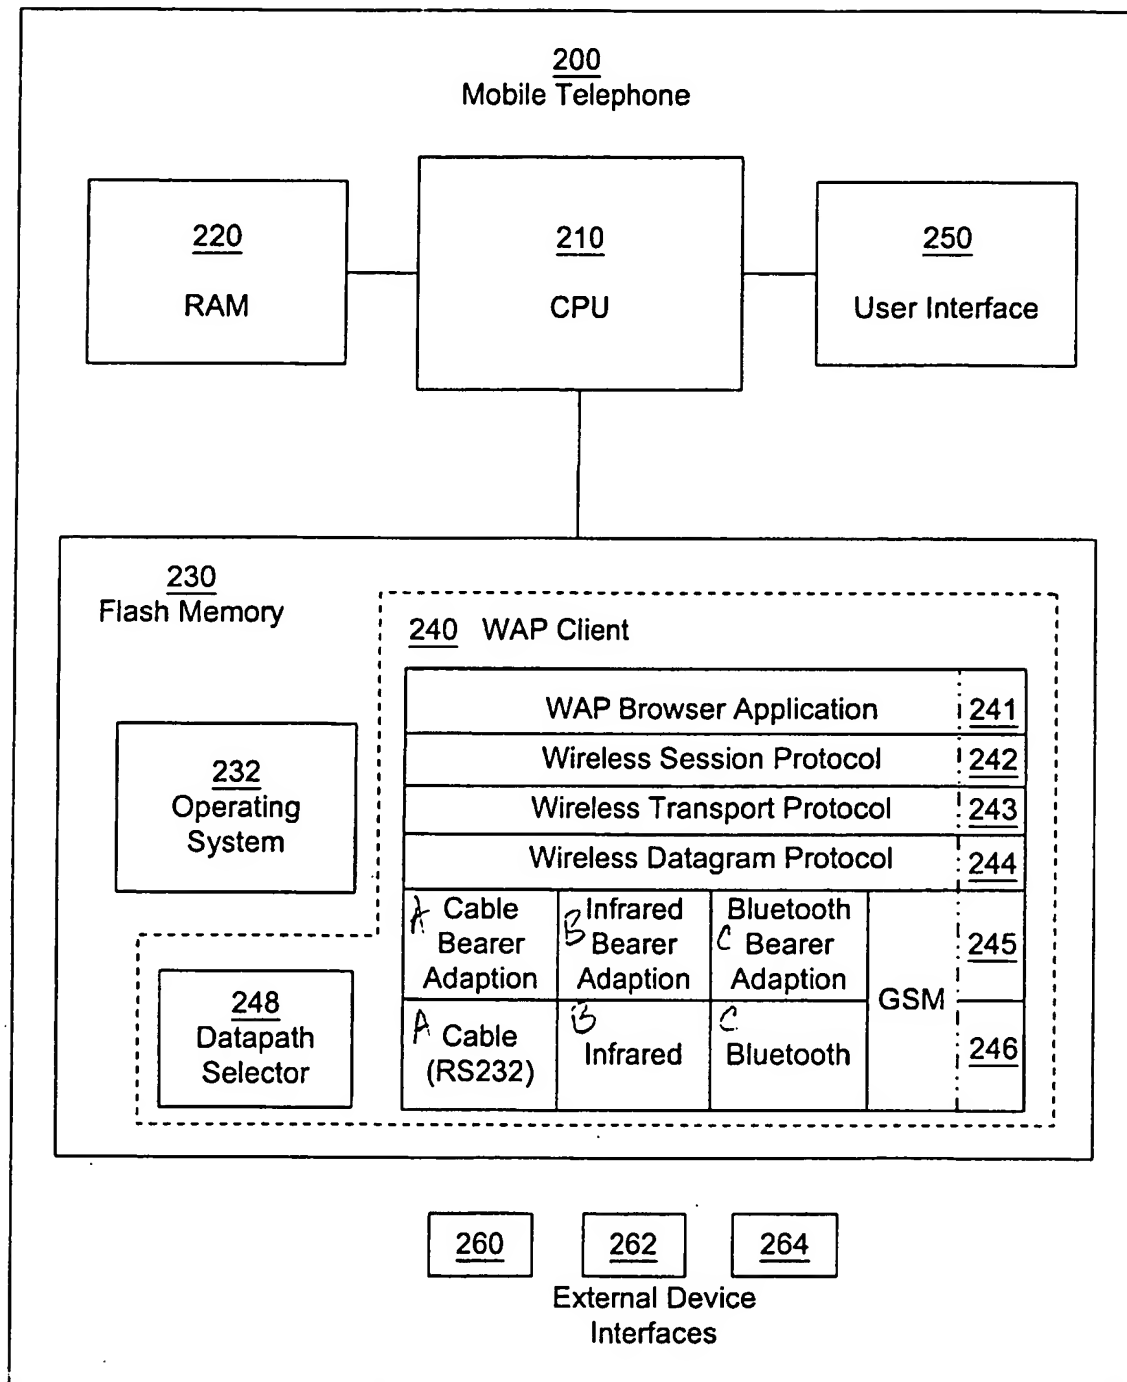 200
Mobile Telephone
220
RAM
210
CPU
250
User Interface
230
Flash Memory
240 WAP Client
WAP Browser Application 241
Wireless Session Protocol 242
Wireless Transport Protocol 243
Wireless Datagram Protocol 244
232
Operating
System
A Cable
Bearer
Adaption
B Infrared
Bearer
Adaption
Bluetooth
C Bearer
Adaption
GSM
245
248
Datapath
Selector
A Cable
(RS232)
B
Infrared
C
Bluetooth
246
260
262
264
External Device
Interfaces